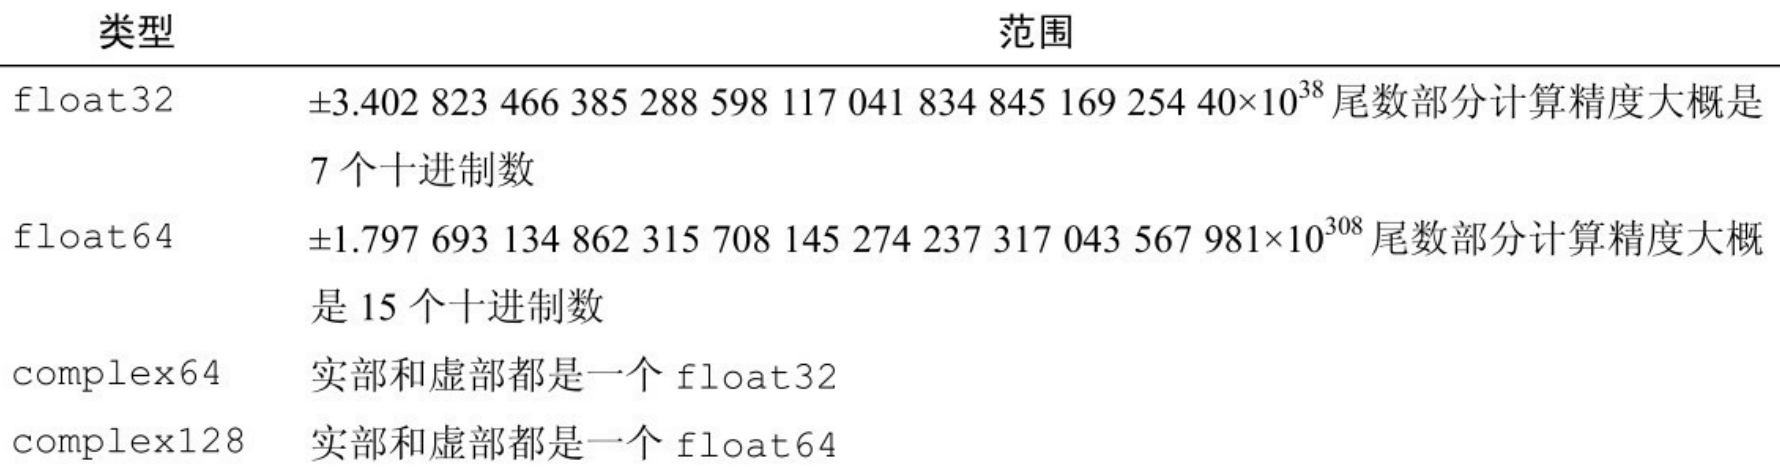 类型 范围
float32 ±3.402 823 466 385 288 598 117 041 834 845 169 254 40×10³⁸ 尾数部分计算精度大概是
7 个十进制数
float64 ±1.797 693 134 862 315 708 145 274 237 317 043 567 981×10³⁰⁸ 尾数部分计算精度大概
是 15 个十进制数
complex64 实部和虚部都是一个 float32
complex128 实部和虚部都是一个 float64